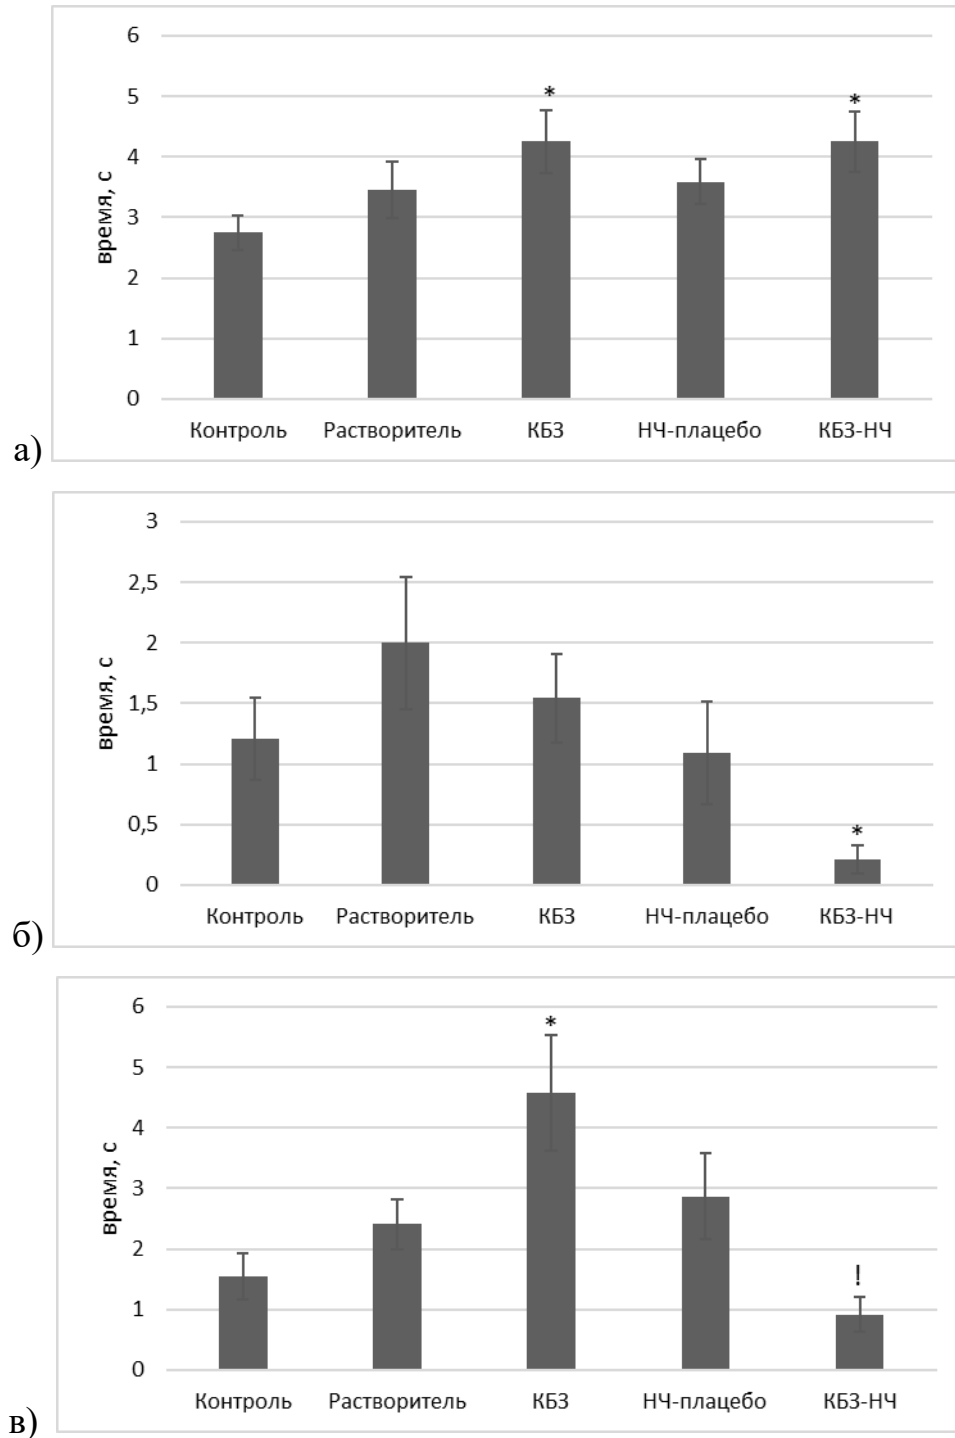 6
5
4
3
2
1
0
время, с
*
*
Контроль Растворитель КБЗ НЧ-плацебо КБЗ-НЧ
а)
3
2,5
2
1,5
1
0,5
0
время, с
*
Контроль Растворитель КБЗ НЧ-плацебо КБЗ-НЧ
б)
6
5
4
3
2
1
0
время, с
*
!
Контроль Растворитель КБЗ НЧ-плацебо КБЗ-НЧ
в)